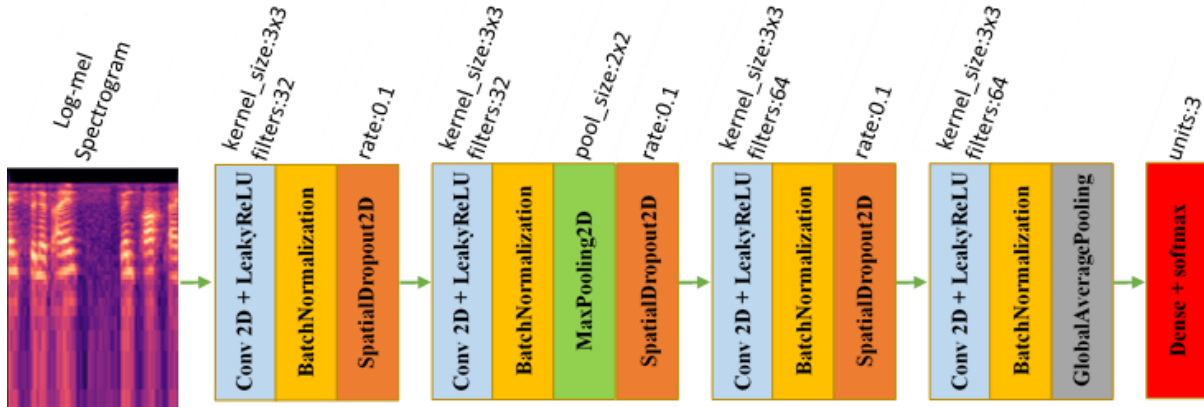 Log-mel
Spectrogram
kernel_size:3x3
filters:32
rate:0.1
kernel_size:3x3
filters:32
pool_size:2x2
rate:0.1
kernel_size:3x3
filters:64
rate:0.1
kernel_size:3x3
filters:64
units:3
Conv 2D + LeakyReLU
BatchNormalization
SpatialDropout2D
Conv 2D + LeakyReLU
BatchNormalization
MaxPooling2D
SpatialDropout2D
Conv 2D + LeakyReLU
BatchNormalization
SpatialDropout2D
Conv 2D + LeakyReLU
BatchNormalization
GlobalAveragePooling
Dense + softmax